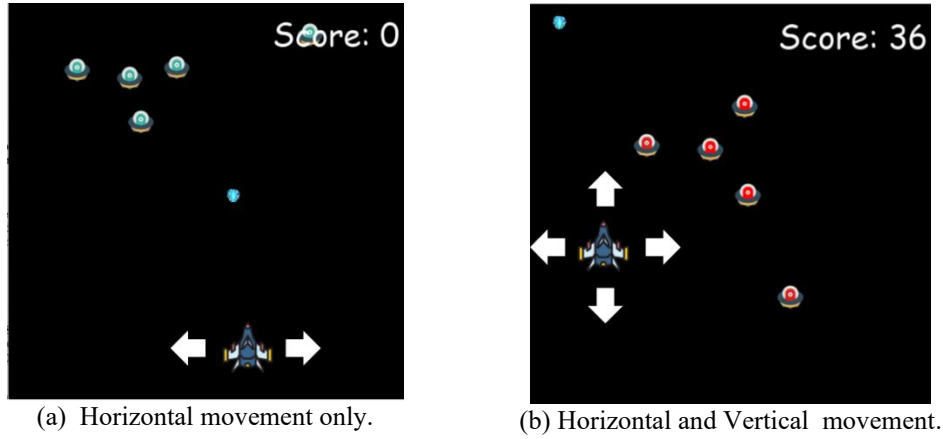 Score: 0
Score: 36
(a) Horizontal movement only.
(b) Horizontal and Vertical movement.